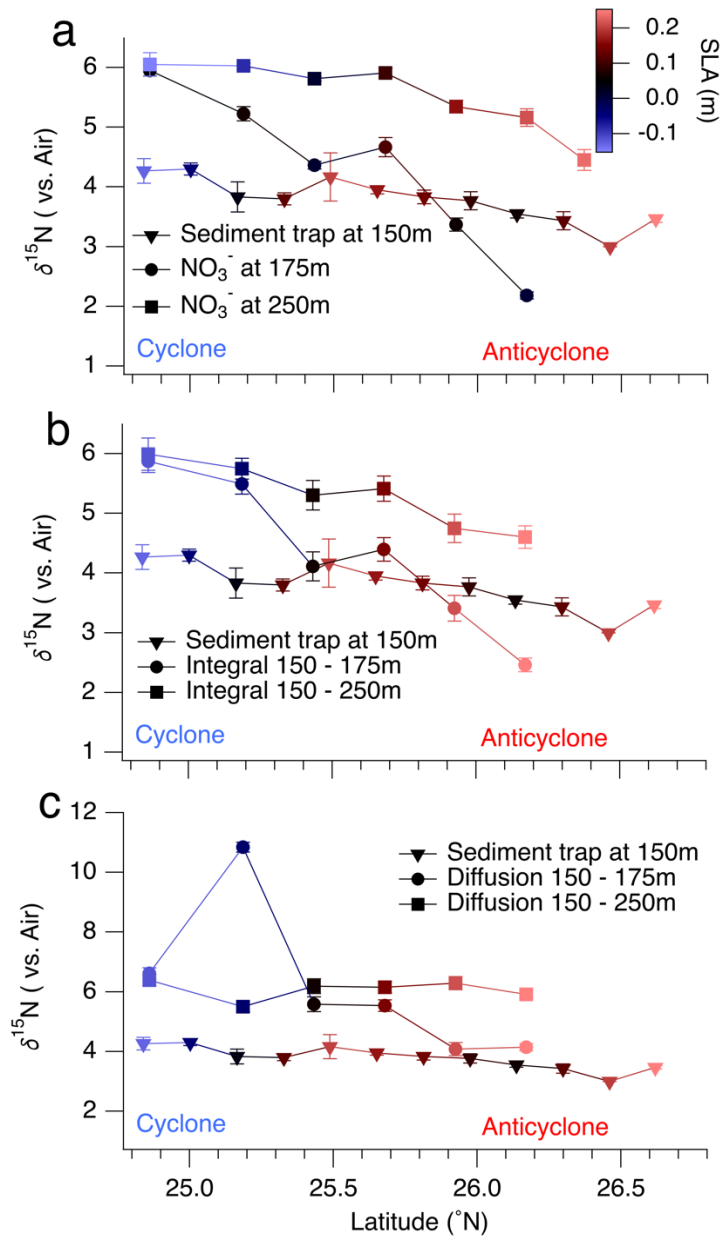 a
6
5
4
3
2
1
δ¹⁵N ( vs. Air)
SLA (m)
0.2
0.1
0.0
-0.1
Sediment trap at 150m
NO₃⁻ at 175m
NO₃⁻ at 250m
Cyclone
Anticyclone
b
6
5
4
3
2
1
δ¹⁵N ( vs. Air)
Sediment trap at 150m
Integral 150 - 175m
Integral 150 - 250m
Cyclone
Anticyclone
c
12
10
8
6
4
2
δ¹⁵N ( vs. Air)
Sediment trap at 150m
Diffusion 150 - 175m
Diffusion 150 - 250m
Cyclone
Anticyclone
25.0 25.5 26.0 26.5
Latitude (˚N)